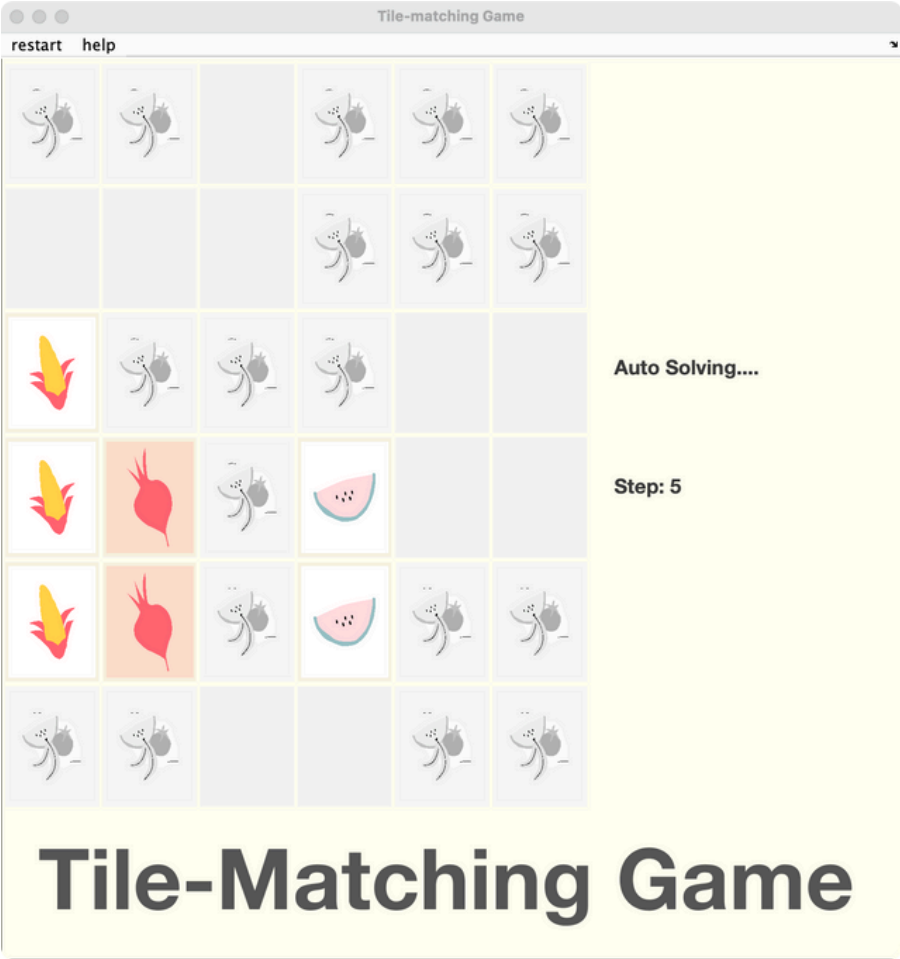 Tile-matching Game
restart help
Auto Solving....
Step: 5
Tile-Matching Game